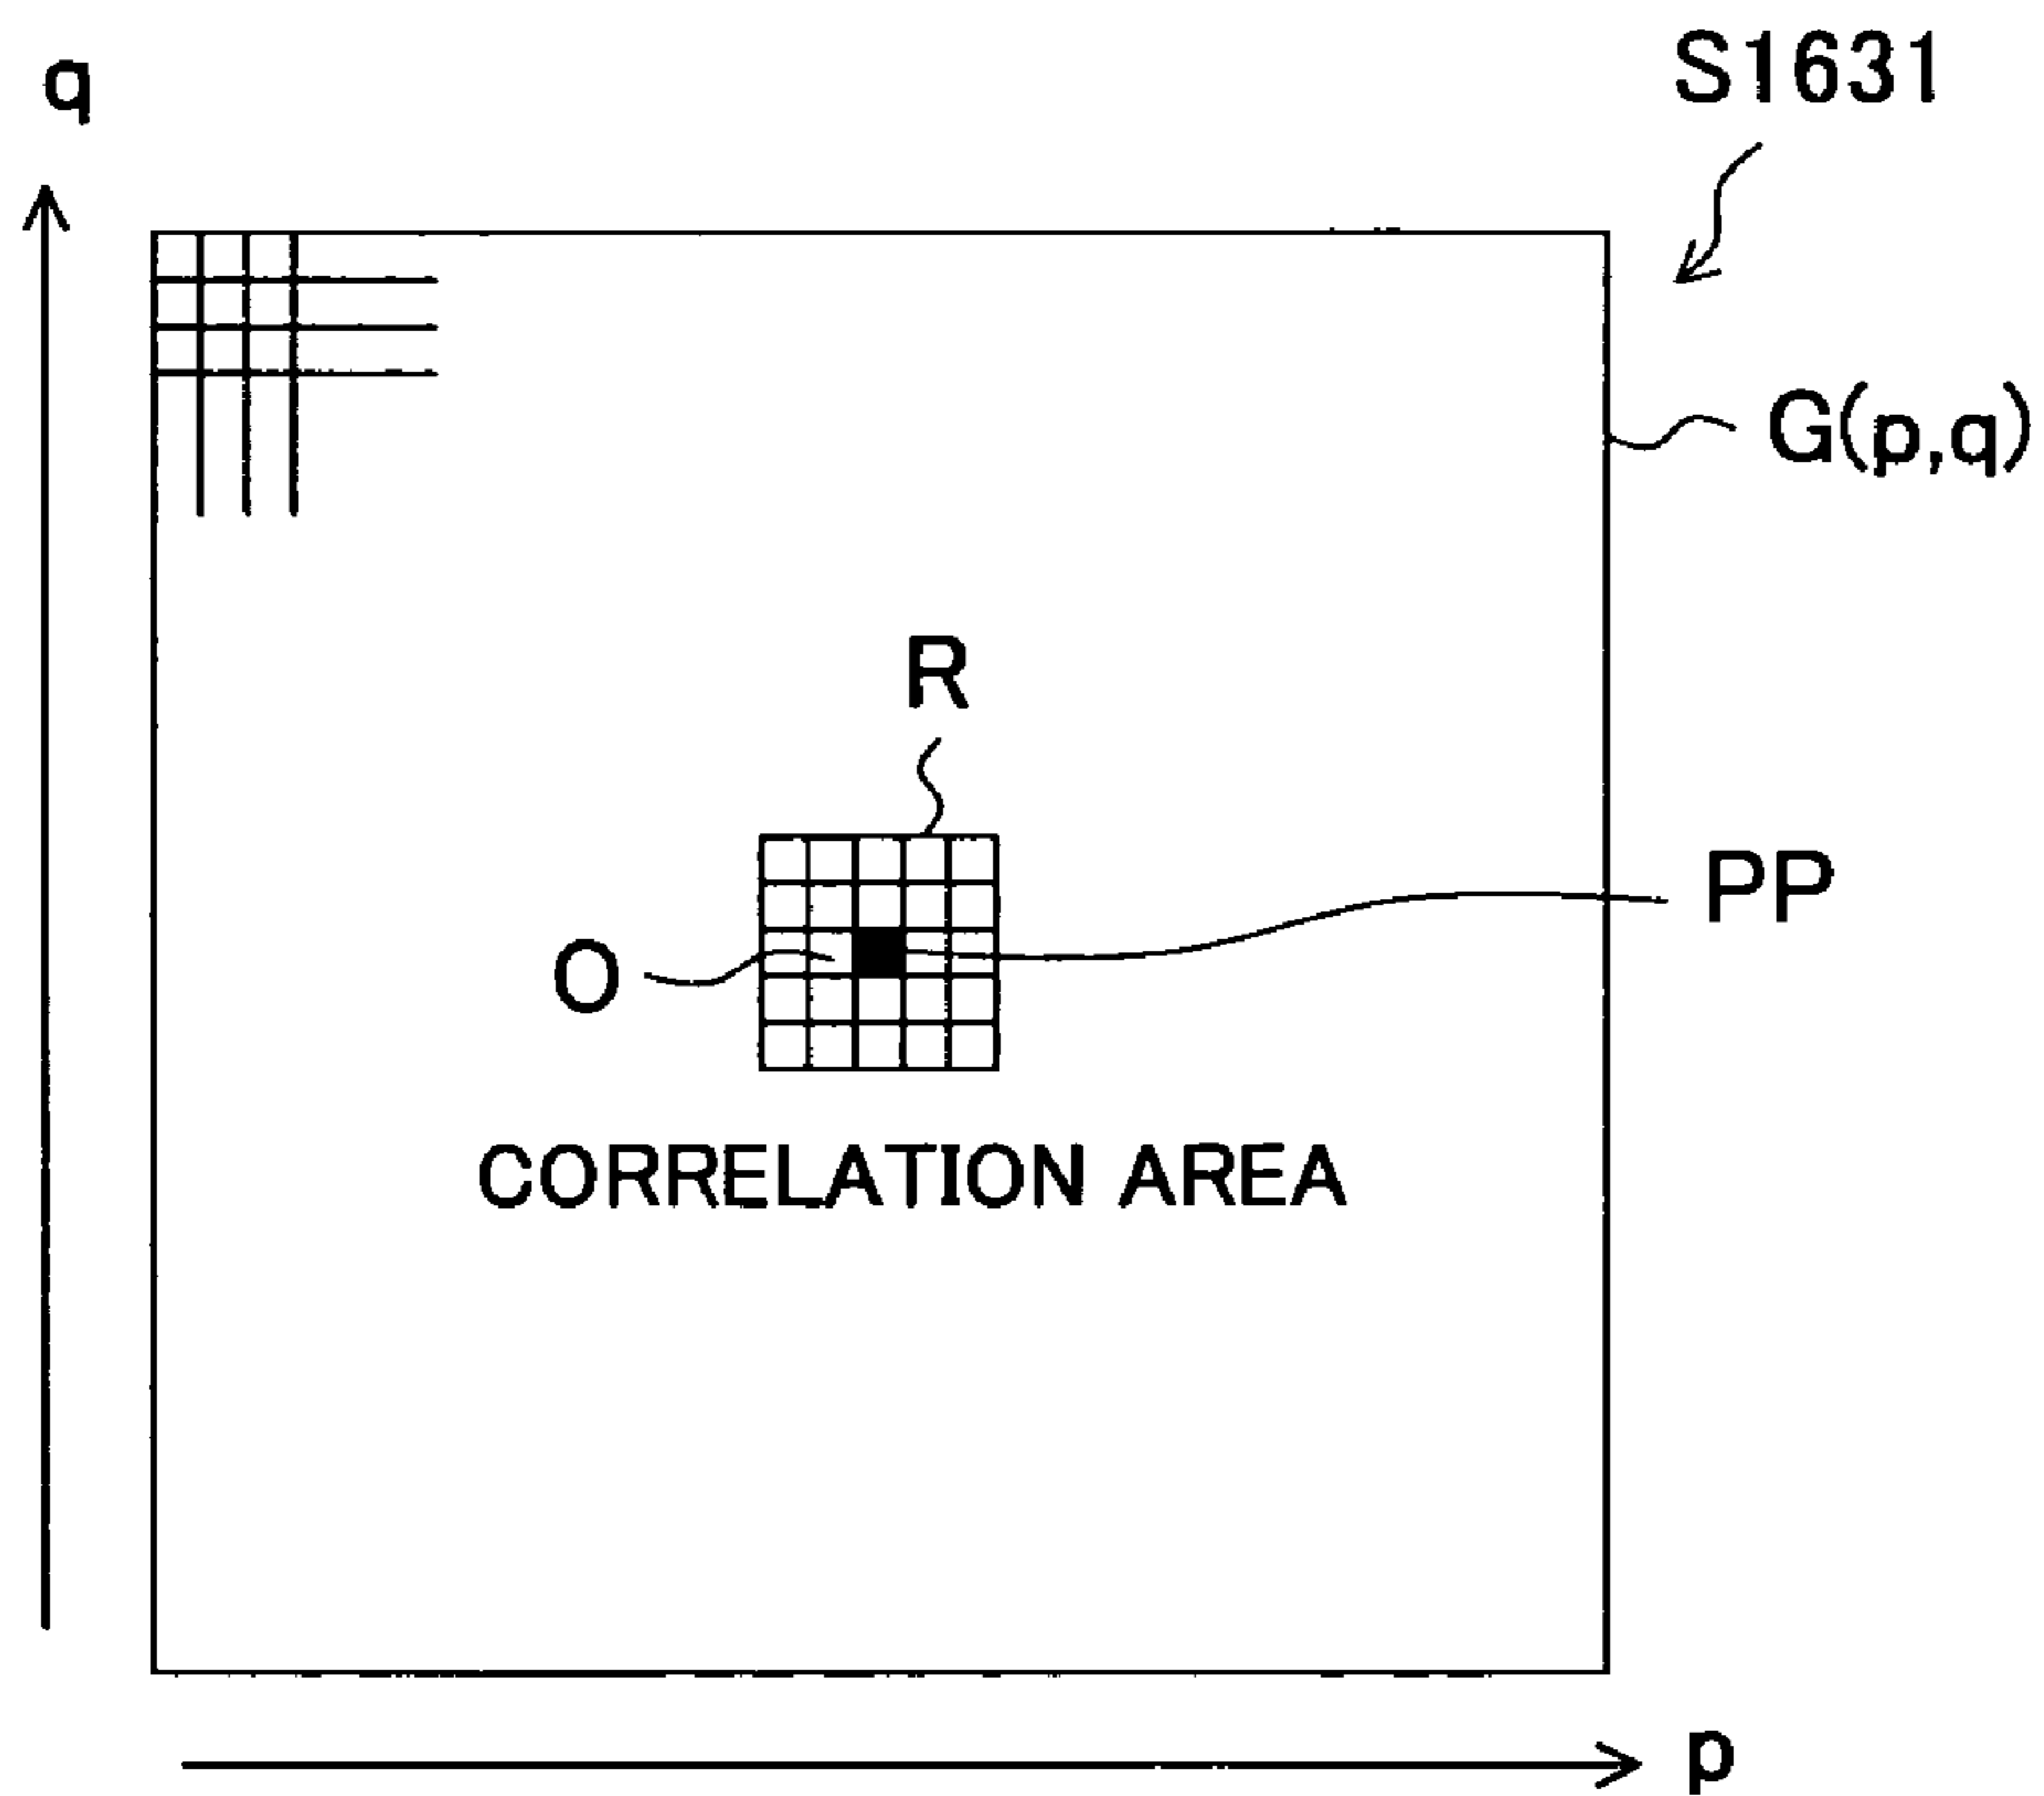 q
S1631
G(p,q)
R
PP
O
CORRELATION AREA
p